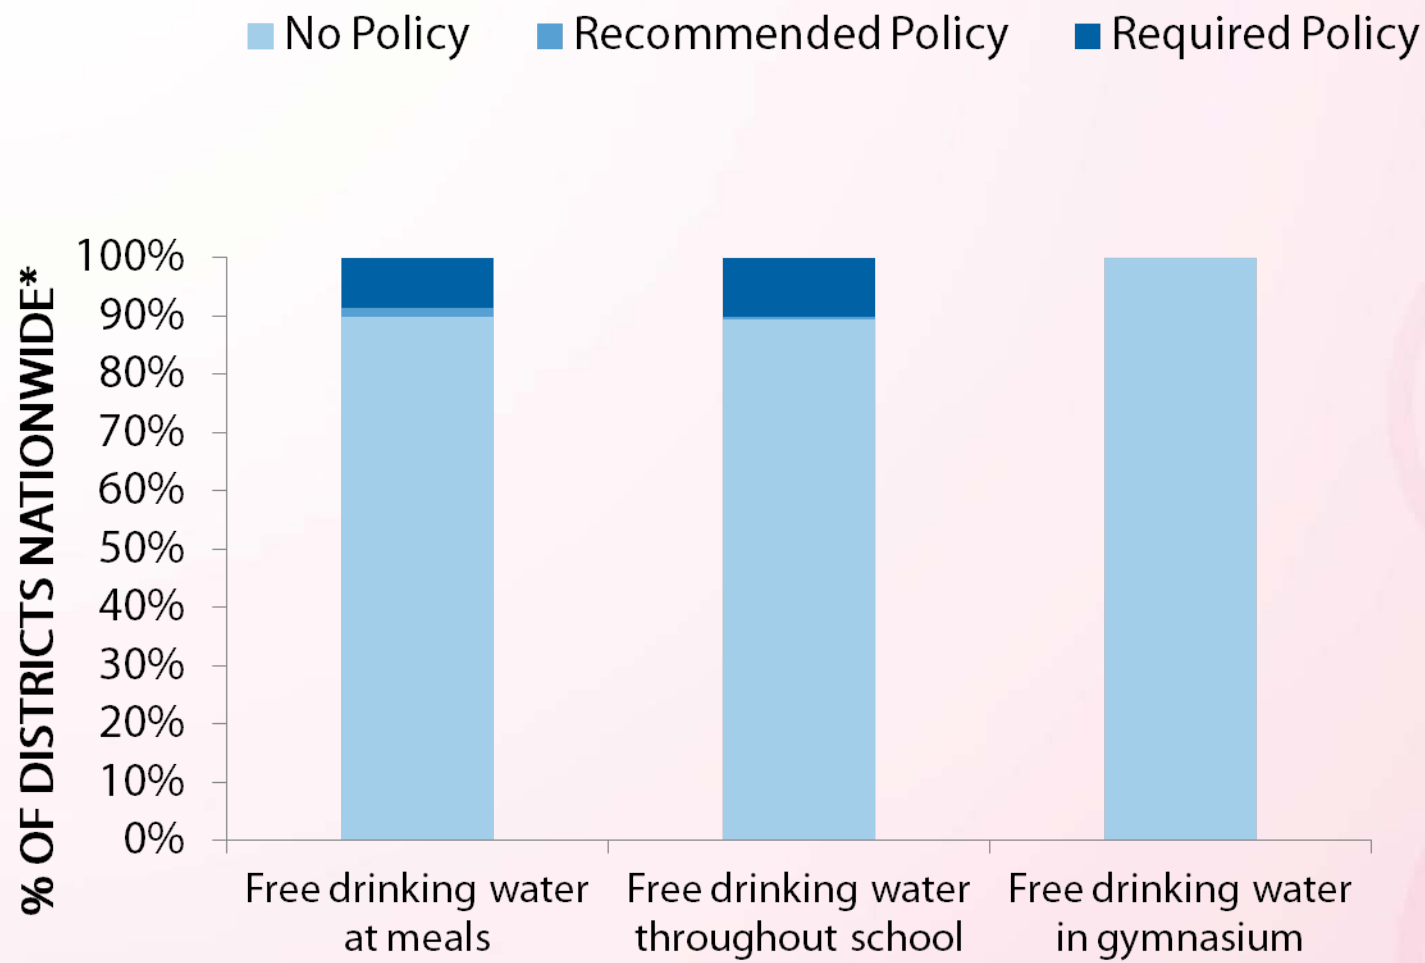 No Policy Recommended Policy Required Policy
% OF DISTRICTS NATIONWIDE*
100%
90%
80%
70%
60%
50%
40%
30%
20%
10%
0%
Free drinking water
at meals
Free drinking water
throughout school
Free drinking water
in gymnasium